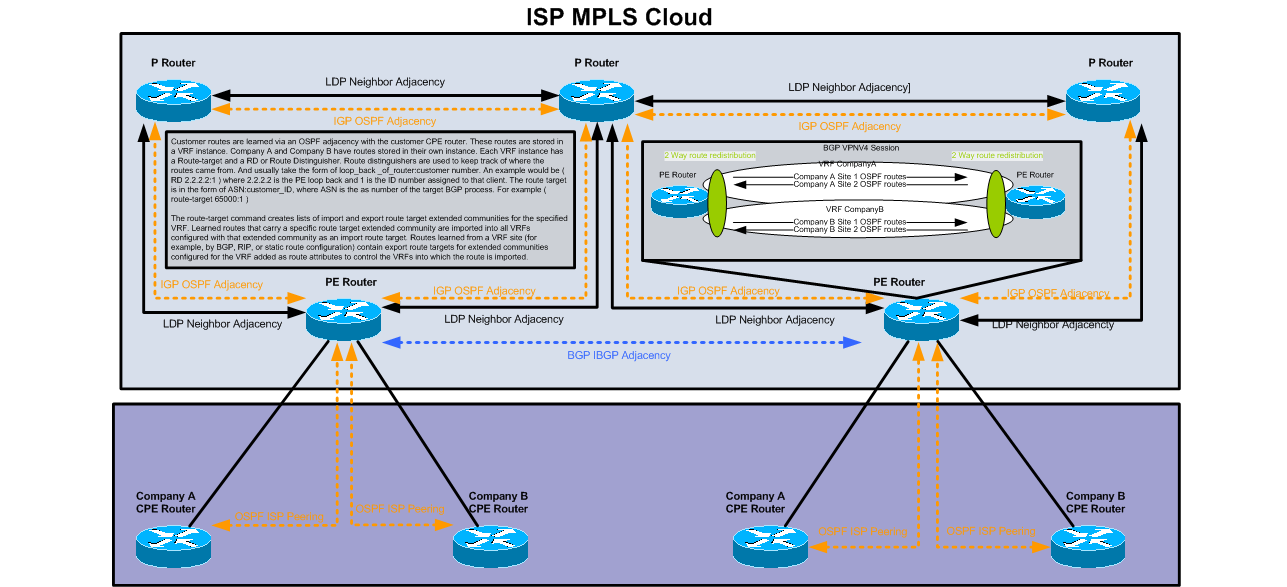 ISP MPLS Cloud
P Router
P Router
P Router
LDP Neighbor Adjacency
LDP Neighbor Adjacency]
IGP OSPF Adjacency
IGP OSPF Adjacency
Customer routes are learned via an OSPF adjacency with the customer CPE router. These routes are stored in
a VRF instance. Company A and Company B have routes stored in their own instance. Each VRF instance has
a Route-target and a RD or Route Distinguisher. Route distinguishers are used to keep track of where the
routes came from. And usually take the form of loop_back _of_router:customer number. An example would be (
RD 2.2.2.2:1 ) where 2.2.2.2 is the PE loop back and 1 is the ID number assigned to that client. The route target
is in the form of ASN:customer_ID, where ASN is the as number of the target BGP process. For example (
route-target 65000:1 )
The route-target command creates lists of import and export route target extended communities for the specified
VRF. Learned routes that carry a specific route target extended community are imported into all VRFs
configured with that extended community as an import route target. Routes learned from a VRF site (for
example, by BGP, RIP, or static route configuration) contain export route targets for extended communities
configured for the VRF added as route attributes to control the VRFs into which the route is imported.
BGP VPNV4 Session
2 Way route redistribution
2 Way route redistribution
VRF CompanyA
PE Router
PE Router
Company A Site 1 OSPF routes
Company A Site 2 OSPF routes
VRF CompanyB
Company B Site 1 OSPF routes
Company B Site 2 OSPF routes
IGP OSPF Adjacency
PE Router
IGP OSPF Adjacency
IGP OSPF Adjacency
PE Router
IGP OSPF Adjacency
LDP Neighbor Adjacency
LDP Neighbor Adjacency
LDP Neighbor Adjacency
LDP Neighbor Adjacency
BGP IBGP Adjacency
Company A
CPE Router
Company B
CPE Router
Company A
CPE Router
Company B
CPE Router
OSPF ISP Peering
OSPF ISP Peering
OSPF ISP Peering
OSPF ISP Peering